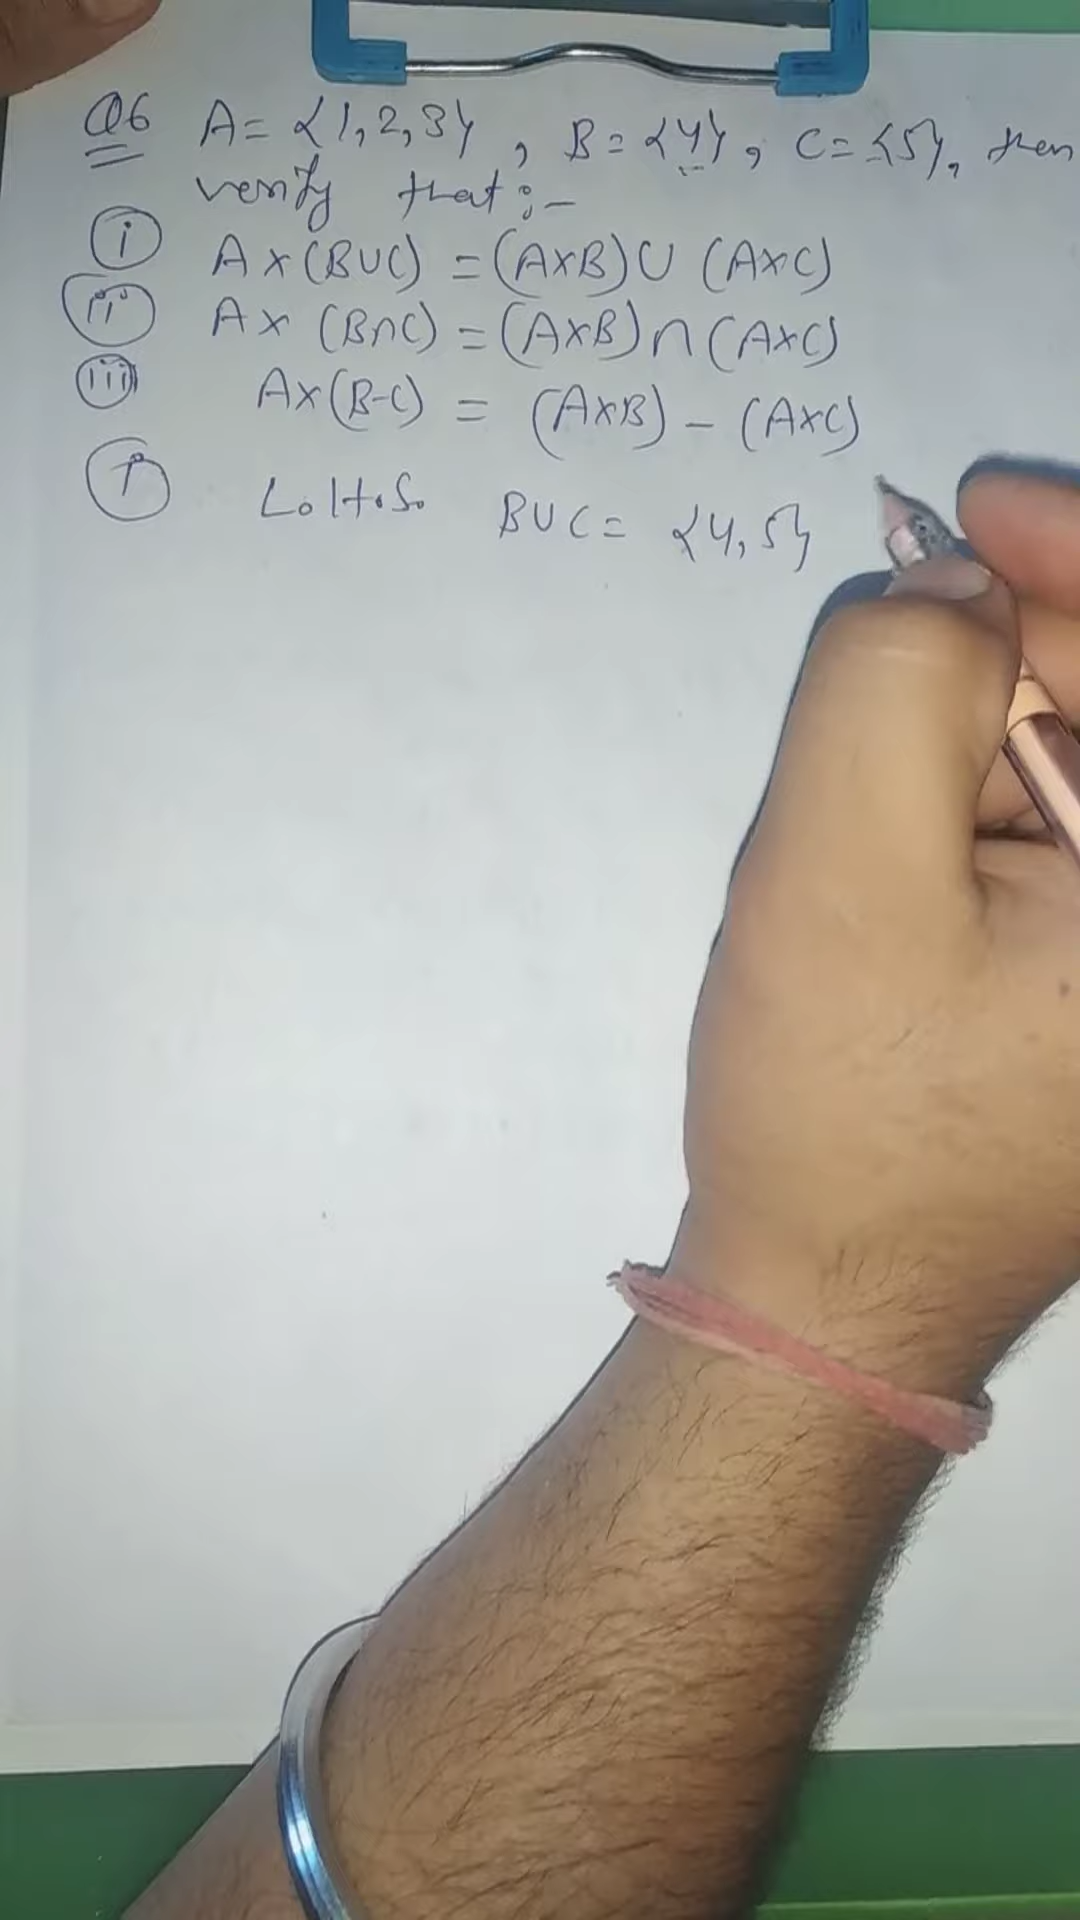 Q6 A = {1, 2, 3}, B = {4}, C = {5}, then
verify that :-
(i) A × (B∪C) = (A×B) ∪ (A×C)
(ii) A × (B∩C) = (A×B) ∩ (A×C)
(iii) A×(B-C) = (A×B) - (A×C)
(i) L.H.S. B∪C = {4, 5}